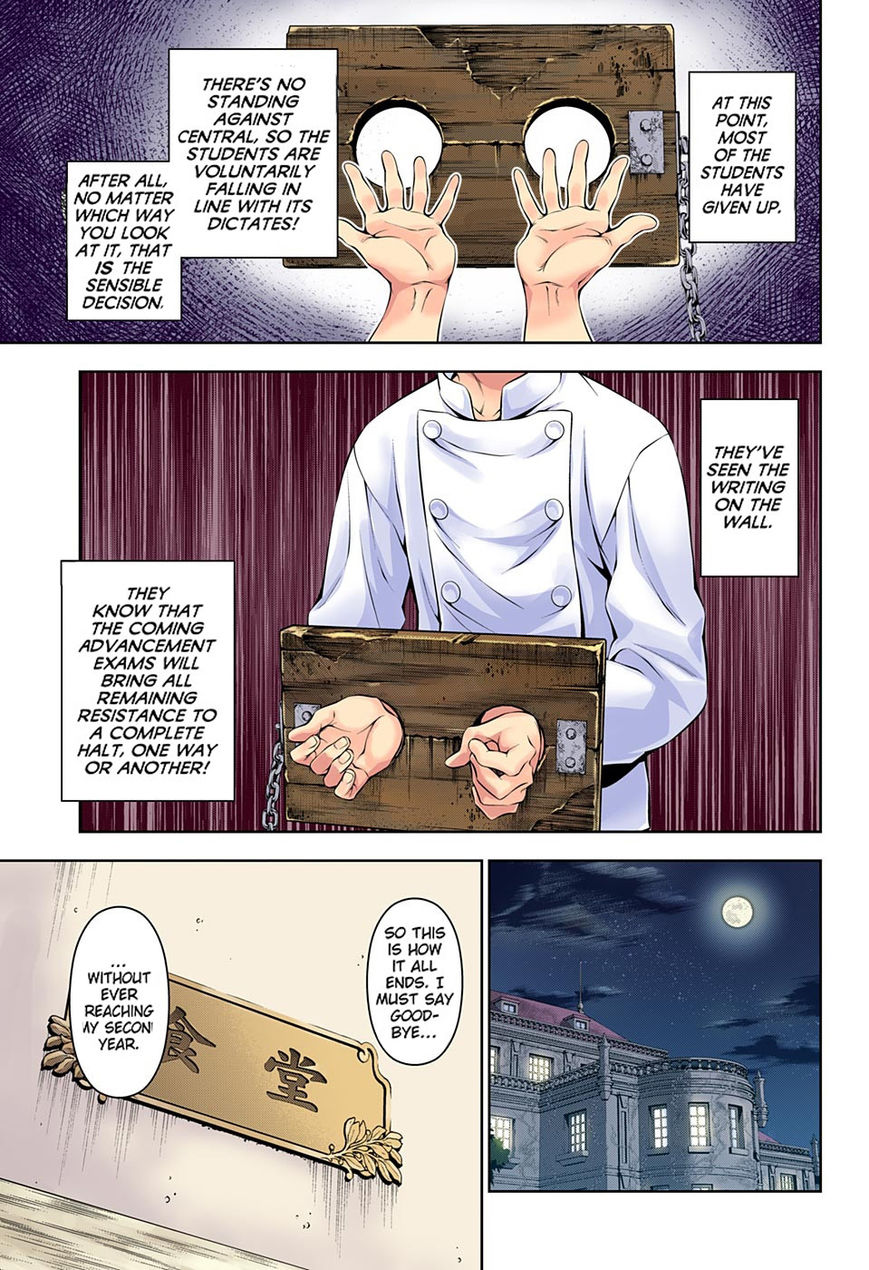 AT THIS
POINT,
MOST
OF THE
STUDENTS
HAVE
GIVEN UP.
THERE'S NO
STANDING
AGAINST
CENTRAL, SO THE
STUDENTS ARE
VOLUNTARILY
FALLING IN
LINE WITH ITS
DICTATES!
AFTER ALL,
NO MATTER
WHICH WAY
YOU LOOK
AT IT, THAT
IS THE
SENSIBLE
DECISION.
THEY'VE
SEEN THE
WRITING
ON THE
WALL.
THEY
KNOW THAT
THE COMING
ADVANCEMENT
EXAMS WILL
BRING ALL
REMAINING
RESISTANCE TO
A COMPLETE
HALT, ONE WAY
OR ANOTHER!
SO THIS
IS HOW
IT ALL
ENDS. I
MUST SAY
GOOD-
BYE...
...
WITHOUT
EVER
REACHING
MY SECON
YEAR.
食堂